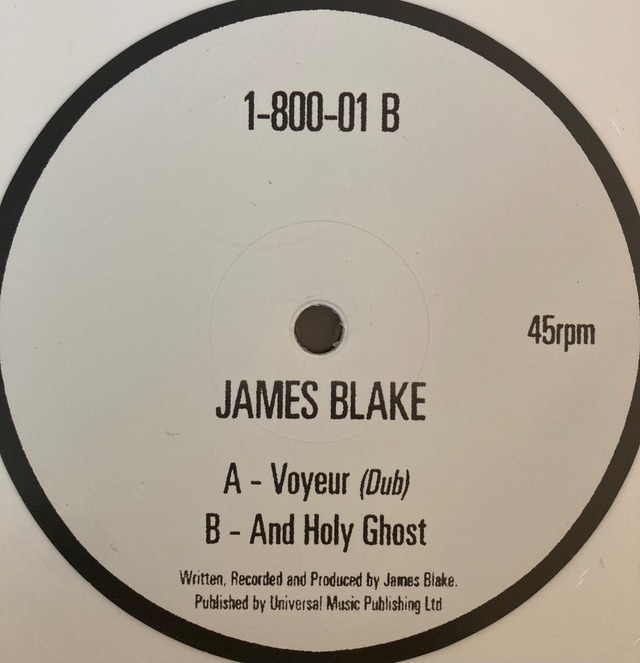 1-800-01 B
45rpm
JAMES BLAKE
A - Voyeur (Dub)
B - And Holy Ghost
Written, Recorded and Produced by James Blake.
Published by Universal Music Publishing Ltd